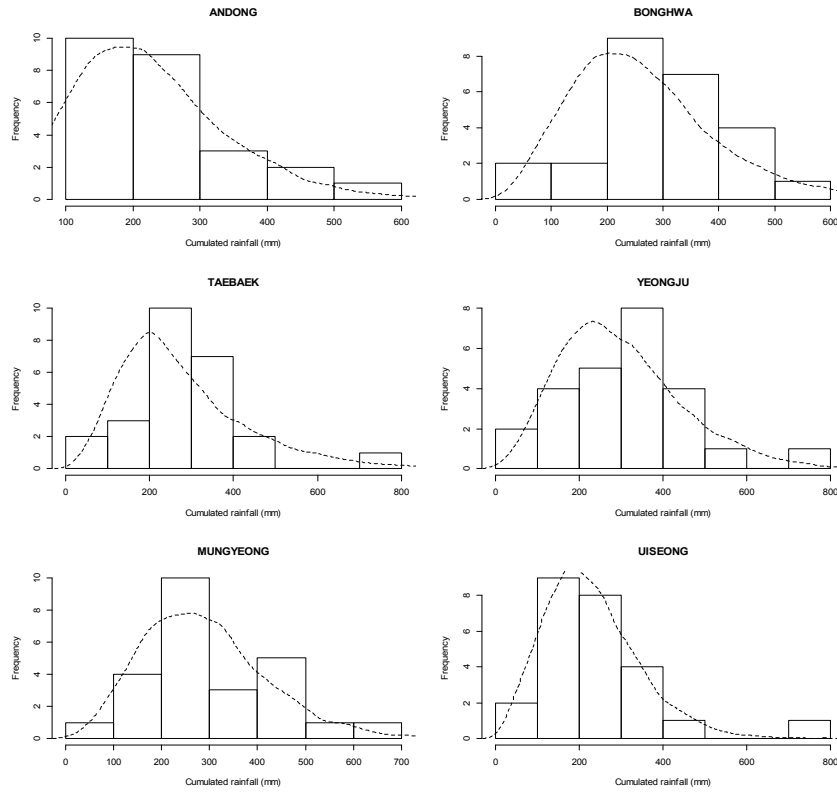 ANDONG
Frequency
0 2 4 6 8 10
100 200 300 400 500 600
Cumulated rainfall (mm)
BONGHWA
Frequency
0 2 4 6 8
0 100 200 300 400 500 600
Cumulated rainfall (mm)
TAEBAEK
Frequency
0 2 4 6 8 10
0 200 400 600 800
Cumulated rainfall (mm)
YEONGJU
Frequency
0 2 4 6 8
0 200 400 600 800
Cumulated rainfall (mm)
MUNGYEONG
Frequency
0 2 4 6 8 10
0 100 200 300 400 500 600 700
Cumulated rainfall (mm)
UISEONG
Frequency
0 2 4 6 8
0 200 400 600 800
Cumulated rainfall (mm)